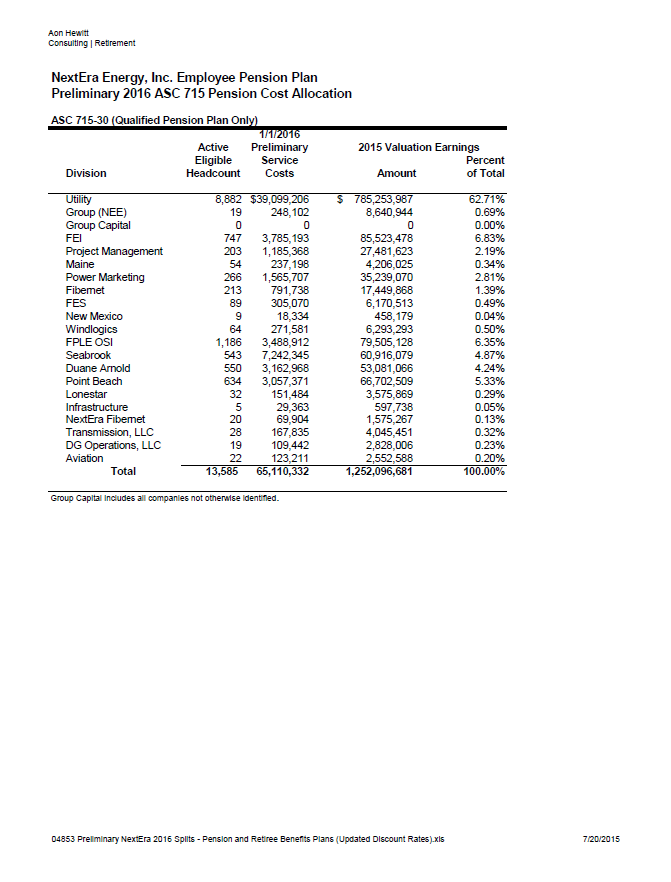 Aon Hewitt
Consulting | Retirement
NextEra Energy, Inc. Employee Pension Plan
Preliminary 2016 ASC 715 Pension Cost Allocation
ASC 715-30 (Qualified Pension Plan Only)
1/1/2016
Active Preliminary 2015 Valuation Earnings
Eligible Service Percent
Division Headcount Costs Amount of Total
Utility 8,882 $39,099,206 $ 785,253,987 62.71%
Group (NEE) 19 248,102 8,640,944 0.69%
Group Capital 0 0 0 0.00%
FEI 747 3,785,193 85,523,478 6.83%
Project Management 203 1,185,368 27,481,623 2.19%
Maine 54 237,198 4,206,025 0.34%
Power Marketing 266 1,565,707 35,239,070 2.81%
Fibernet 213 791,738 17,449,868 1.39%
FES 89 305,070 6,170,513 0.49%
New Mexico 9 18,334 458,179 0.04%
Windlogics 64 271,581 6,293,293 0.50%
FPLE OSI 1,186 3,488,912 79,505,128 6.35%
Seabrook 543 7,242,345 60,916,079 4.87%
Duane Arnold 550 3,162,968 53,081,066 4.24%
Point Beach 634 3,057,371 66,702,509 5.33%
Lonestar 32 151,484 3,575,869 0.29%
Infrastructure 5 29,363 597,738 0.05%
NextEra Fibernet 20 69,904 1,575,267 0.13%
Transmission, LLC 28 167,835 4,045,451 0.32%
DG Operations, LLC 19 109,442 2,828,006 0.23%
Aviation 22 123,211 2,552,588 0.20%
Total 13,585 65,110,332 1,252,096,681 100.00%
Group Capital includes all companies not otherwise identified.
04853 Preliminary NextEra 2016 Splits - Pension and Retiree Benefits Plans (Updated Discount Rates).xls 7/20/2015